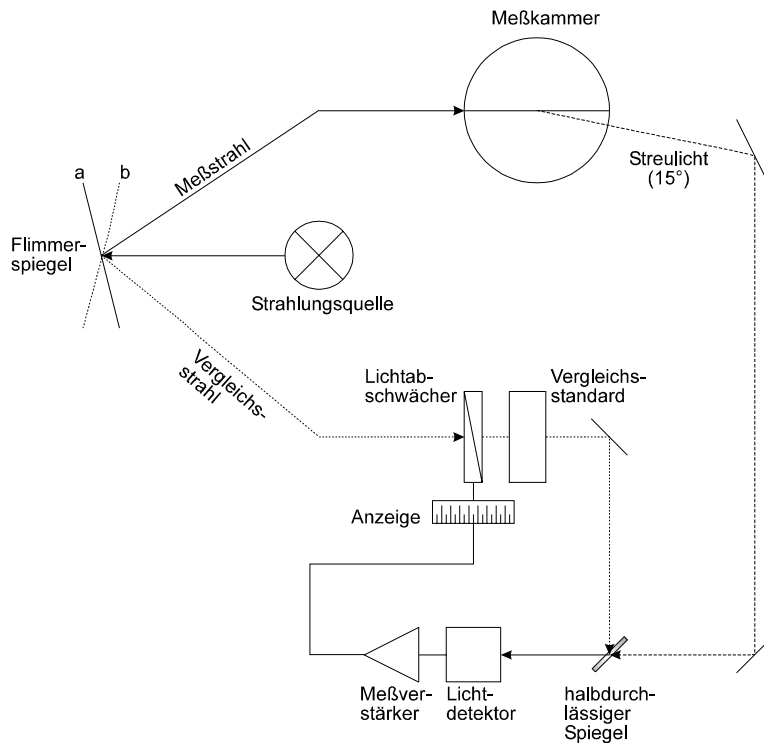 Meßkammer
Meßstrahl
Streulicht
(15°)
a
b
Flimmer-
spiegel
Strahlungsquelle
Vergleichs-
strahl
Lichtab-
schwächer
Vergleichs-
standard
Anzeige
Meßver-
stärker
Licht-
detektor
halbdurch-
lässiger
Spiegel